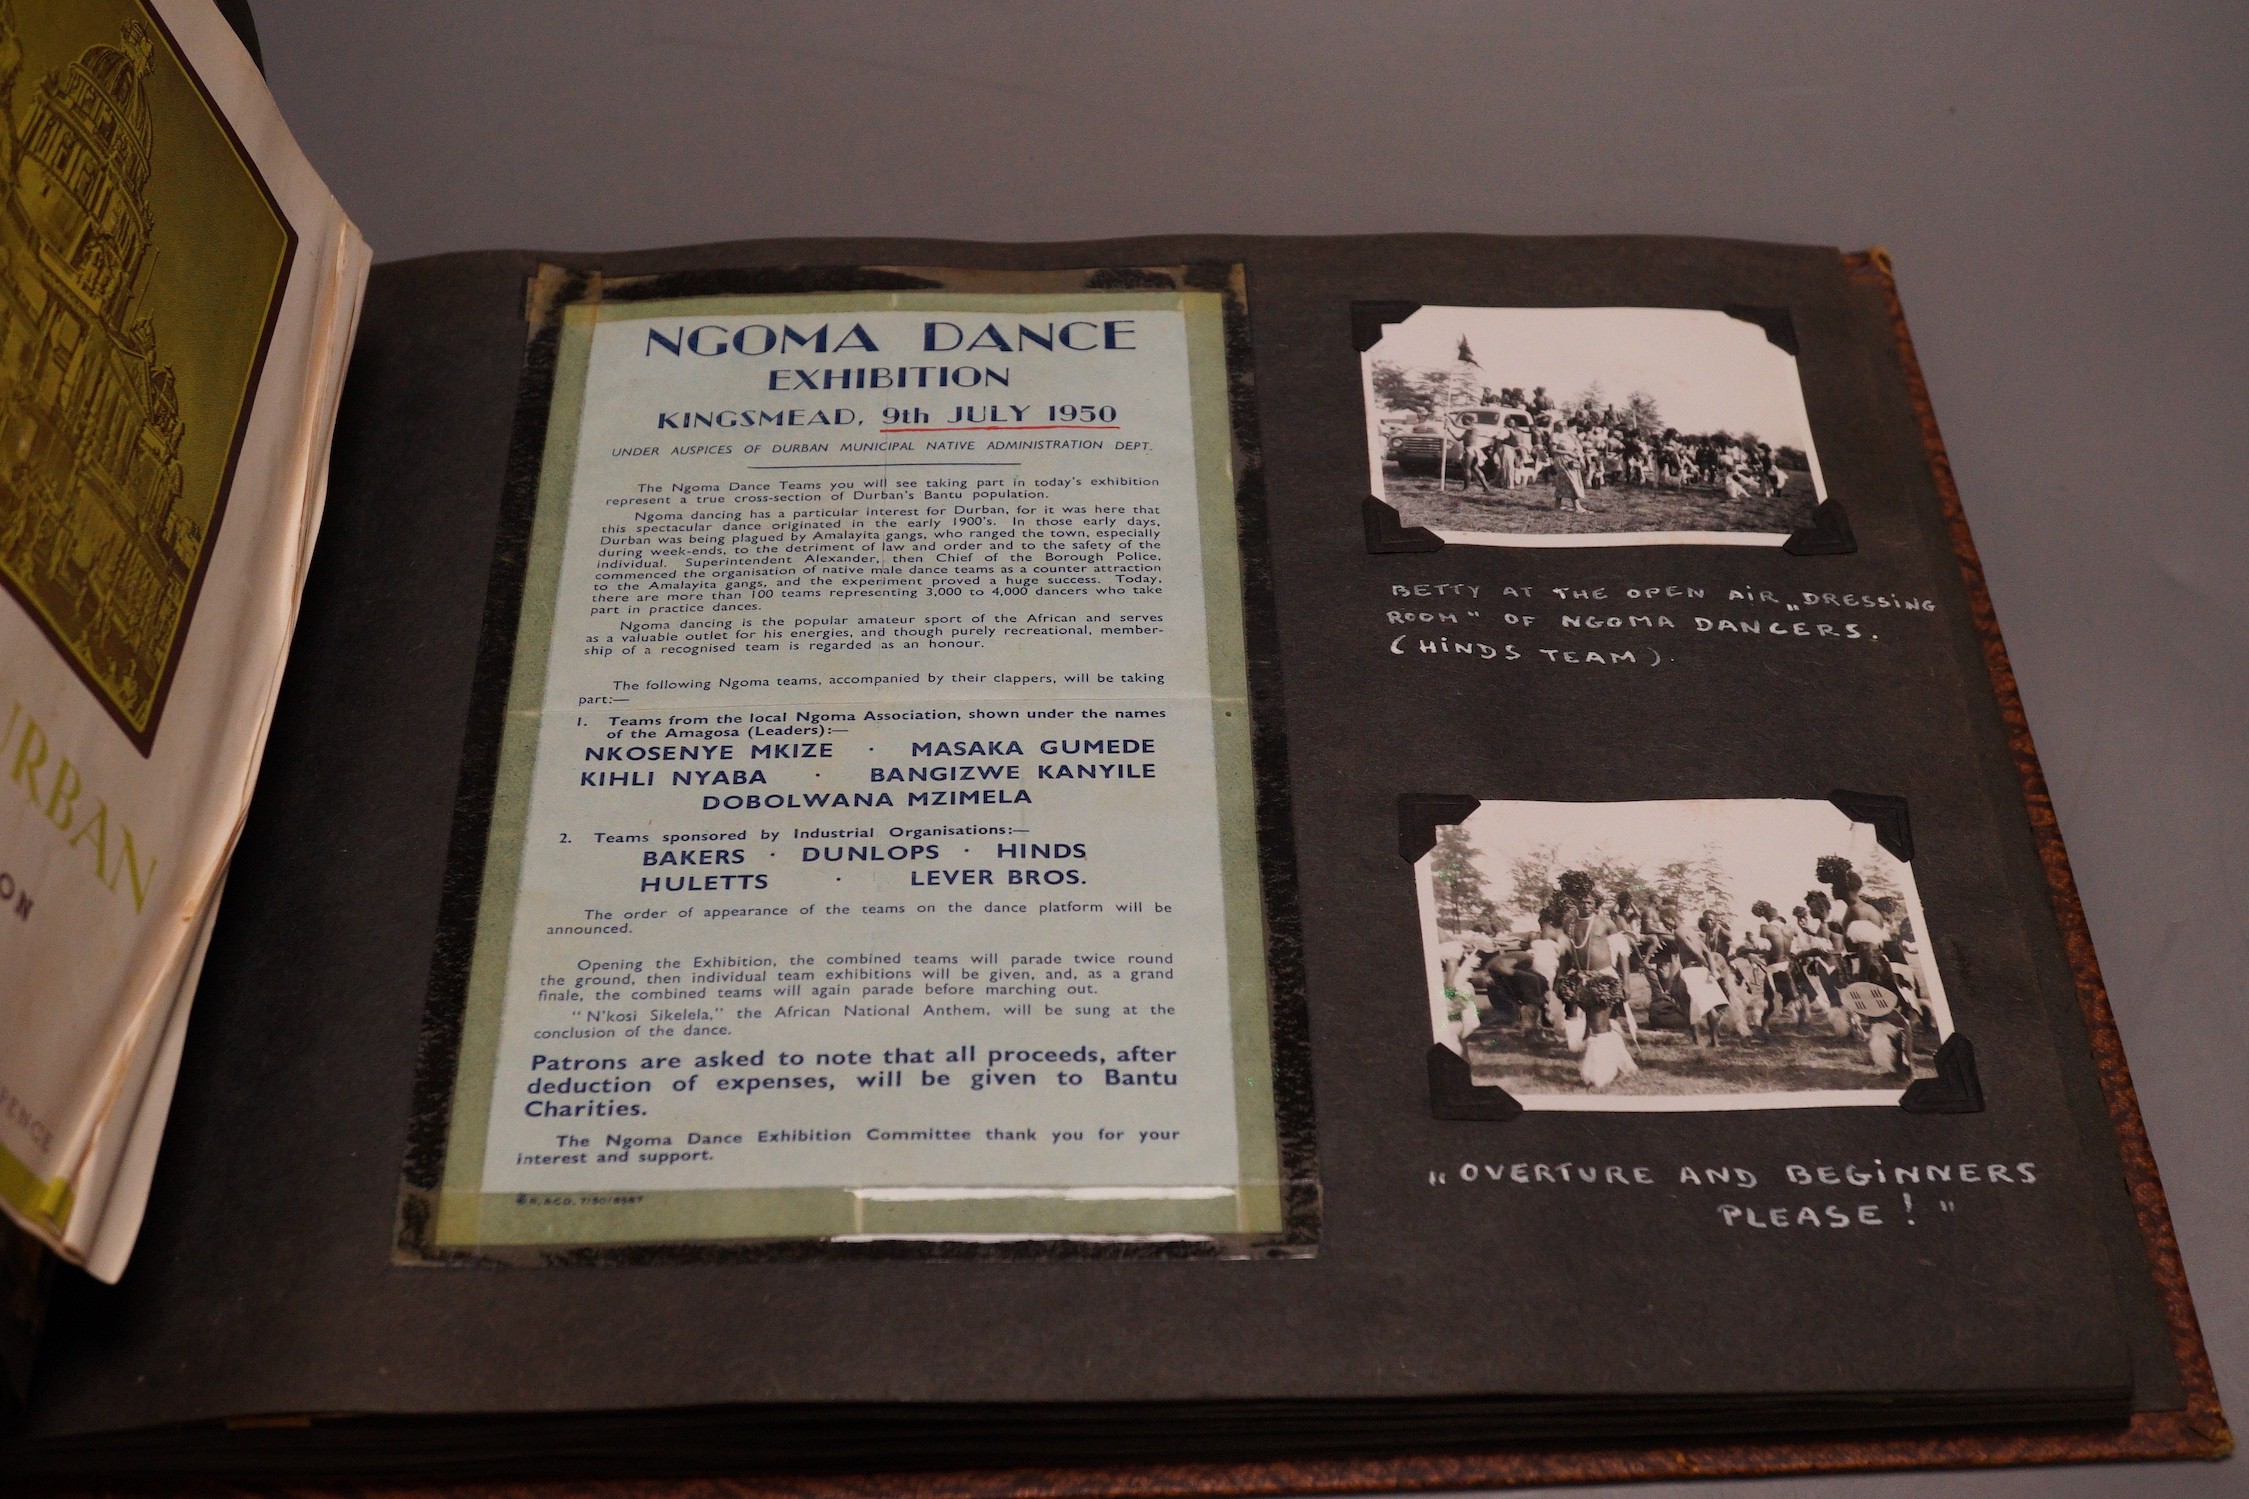 URBAN
ON
PENCE
NGOMA DANCE
EXHIBITION
KINGSMEAD, 9th JULY 1950
UNDER AUSPICES OF DURBAN MUNICIPAL NATIVE ADMINISTRATION DEPT.
The Ngoma Dance Teams you will see taking part in today's exhibition
represent a true cross-section of Durban's Bantu population.
Ngoma dancing has a particular interest for Durban, for it was here that
this spectacular dance originated in the early 1900's. In those early days,
Durban was being plagued by Amalayita gangs, who ranged the town, especially
during week-ends, to the detriment of law and order and to the safety of the
individual. Superintendent Alexander, then Chief of the Borough Police,
commenced the organisation of native male dance teams as a counter attraction
to the Amalayita gangs, and the experiment proved a huge success. Today,
there are more than 100 teams representing 3,000 to 4,000 dancers who take
part in practice dances.
Ngoma dancing is the popular amateur sport of the African and serves
as a valuable outlet for his energies, and though purely recreational, member-
ship of a recognised team is regarded as an honour.
The following Ngoma teams, accompanied by their clappers, will be taking
part:—
1. Teams from the local Ngoma Association, shown under the names
of the Amagosa (Leaders):—
NKOSENYE MKIZE · MASAKA GUMEDE
KIHLI NYABA · BANGIZWE KANYILE
DOBOLWANA MZIMELA
2. Teams sponsored by Industrial Organisations:—
BAKERS · DUNLOPS · HINDS
HULETTS · LEVER BROS.
The order of appearance of the teams on the dance platform will be
announced.
Opening the Exhibition, the combined teams will parade twice round
the ground, then individual team exhibitions will be given, and, as a grand
finale, the combined teams will again parade before marching out.
"N'kosi Sikelela," the African National Anthem, will be sung at the
conclusion of the dance.
Patrons are asked to note that all proceeds, after
deduction of expenses, will be given to Bantu
Charities.
The Ngoma Dance Exhibition Committee thank you for your
interest and support.
BETTY AT THE OPEN AIR „DRESSING
ROOM" OF NGOMA DANCERS.
(HINDS TEAM).
„OVERTURE AND BEGINNERS
PLEASE! "